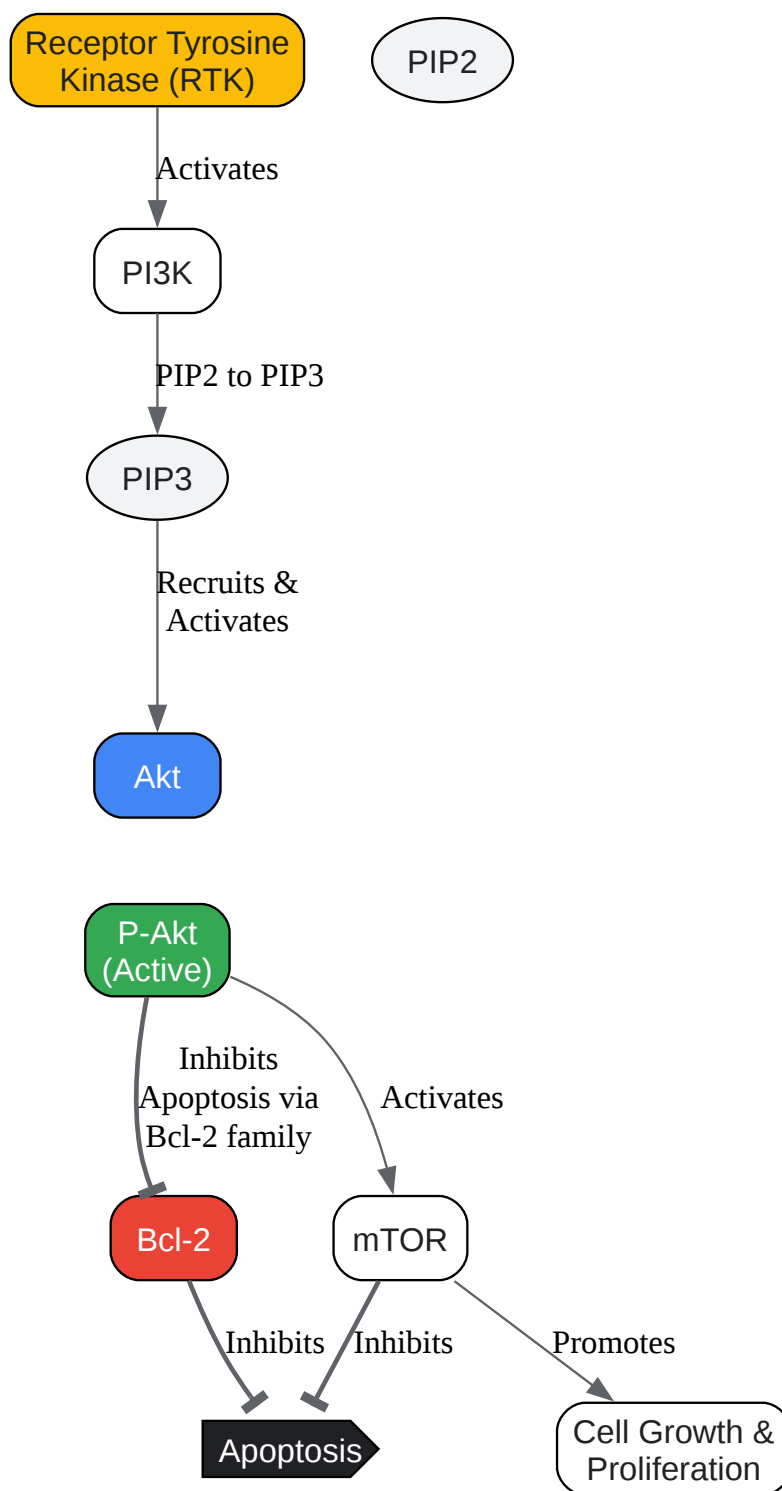 Receptor Tyrosine
Kinase (RTK)
PIP2
Activates
PI3K
PIP2 to PIP3
PIP3
Recruits &
Activates
Akt
P-Akt
(Active)
Inhibits
Apoptosis via
Bcl-2 family
Activates
Bcl-2
mTOR
Inhibits
Inhibits
Promotes
Apoptosis
Cell Growth &
Proliferation